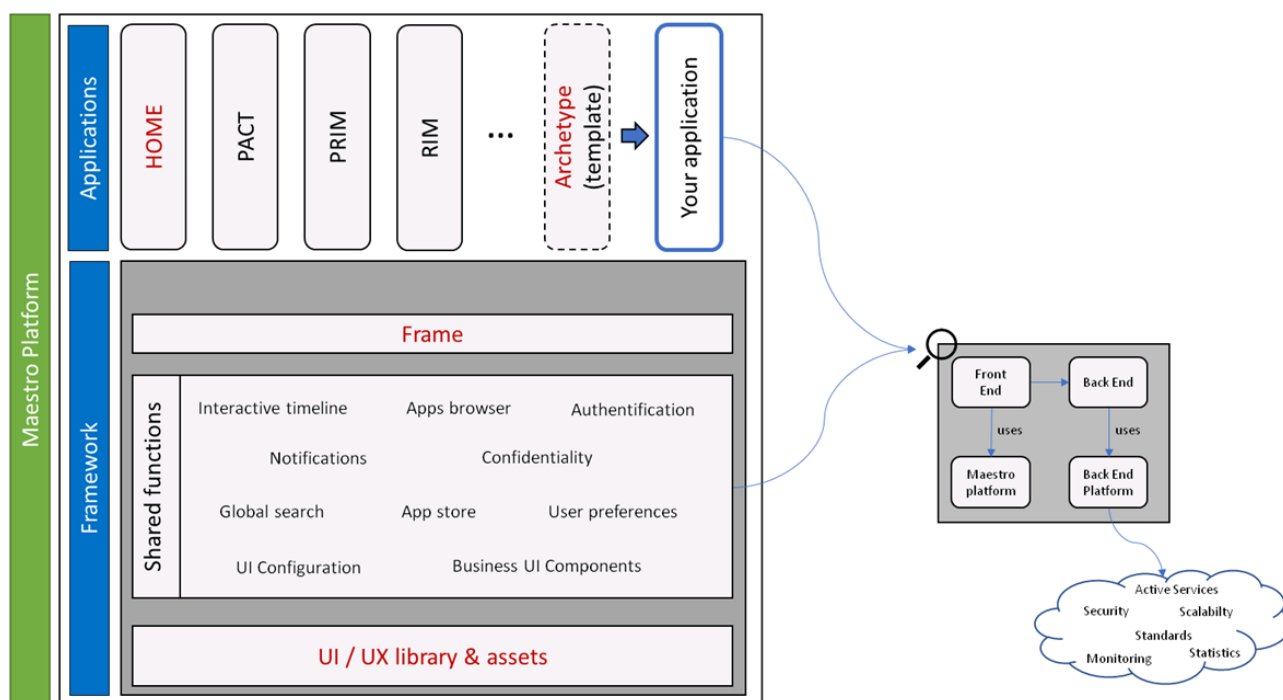 Maestro Platform
Applications
HOME
PACT
PRIM
RIM
...
Archetype
(template)
Your application
Framework
Frame
Shared functions
Interactive timeline
Apps browser
Authentification
Notifications
Confidentiality
Global search
App store
User preferences
UI Configuration
Business UI Components
UI / UX library & assets
Front
End
Back End
uses
uses
Maestro
platform
Back End
Platform
Active Services
Security
Scalabilty
Standards
Monitoring
Statistics